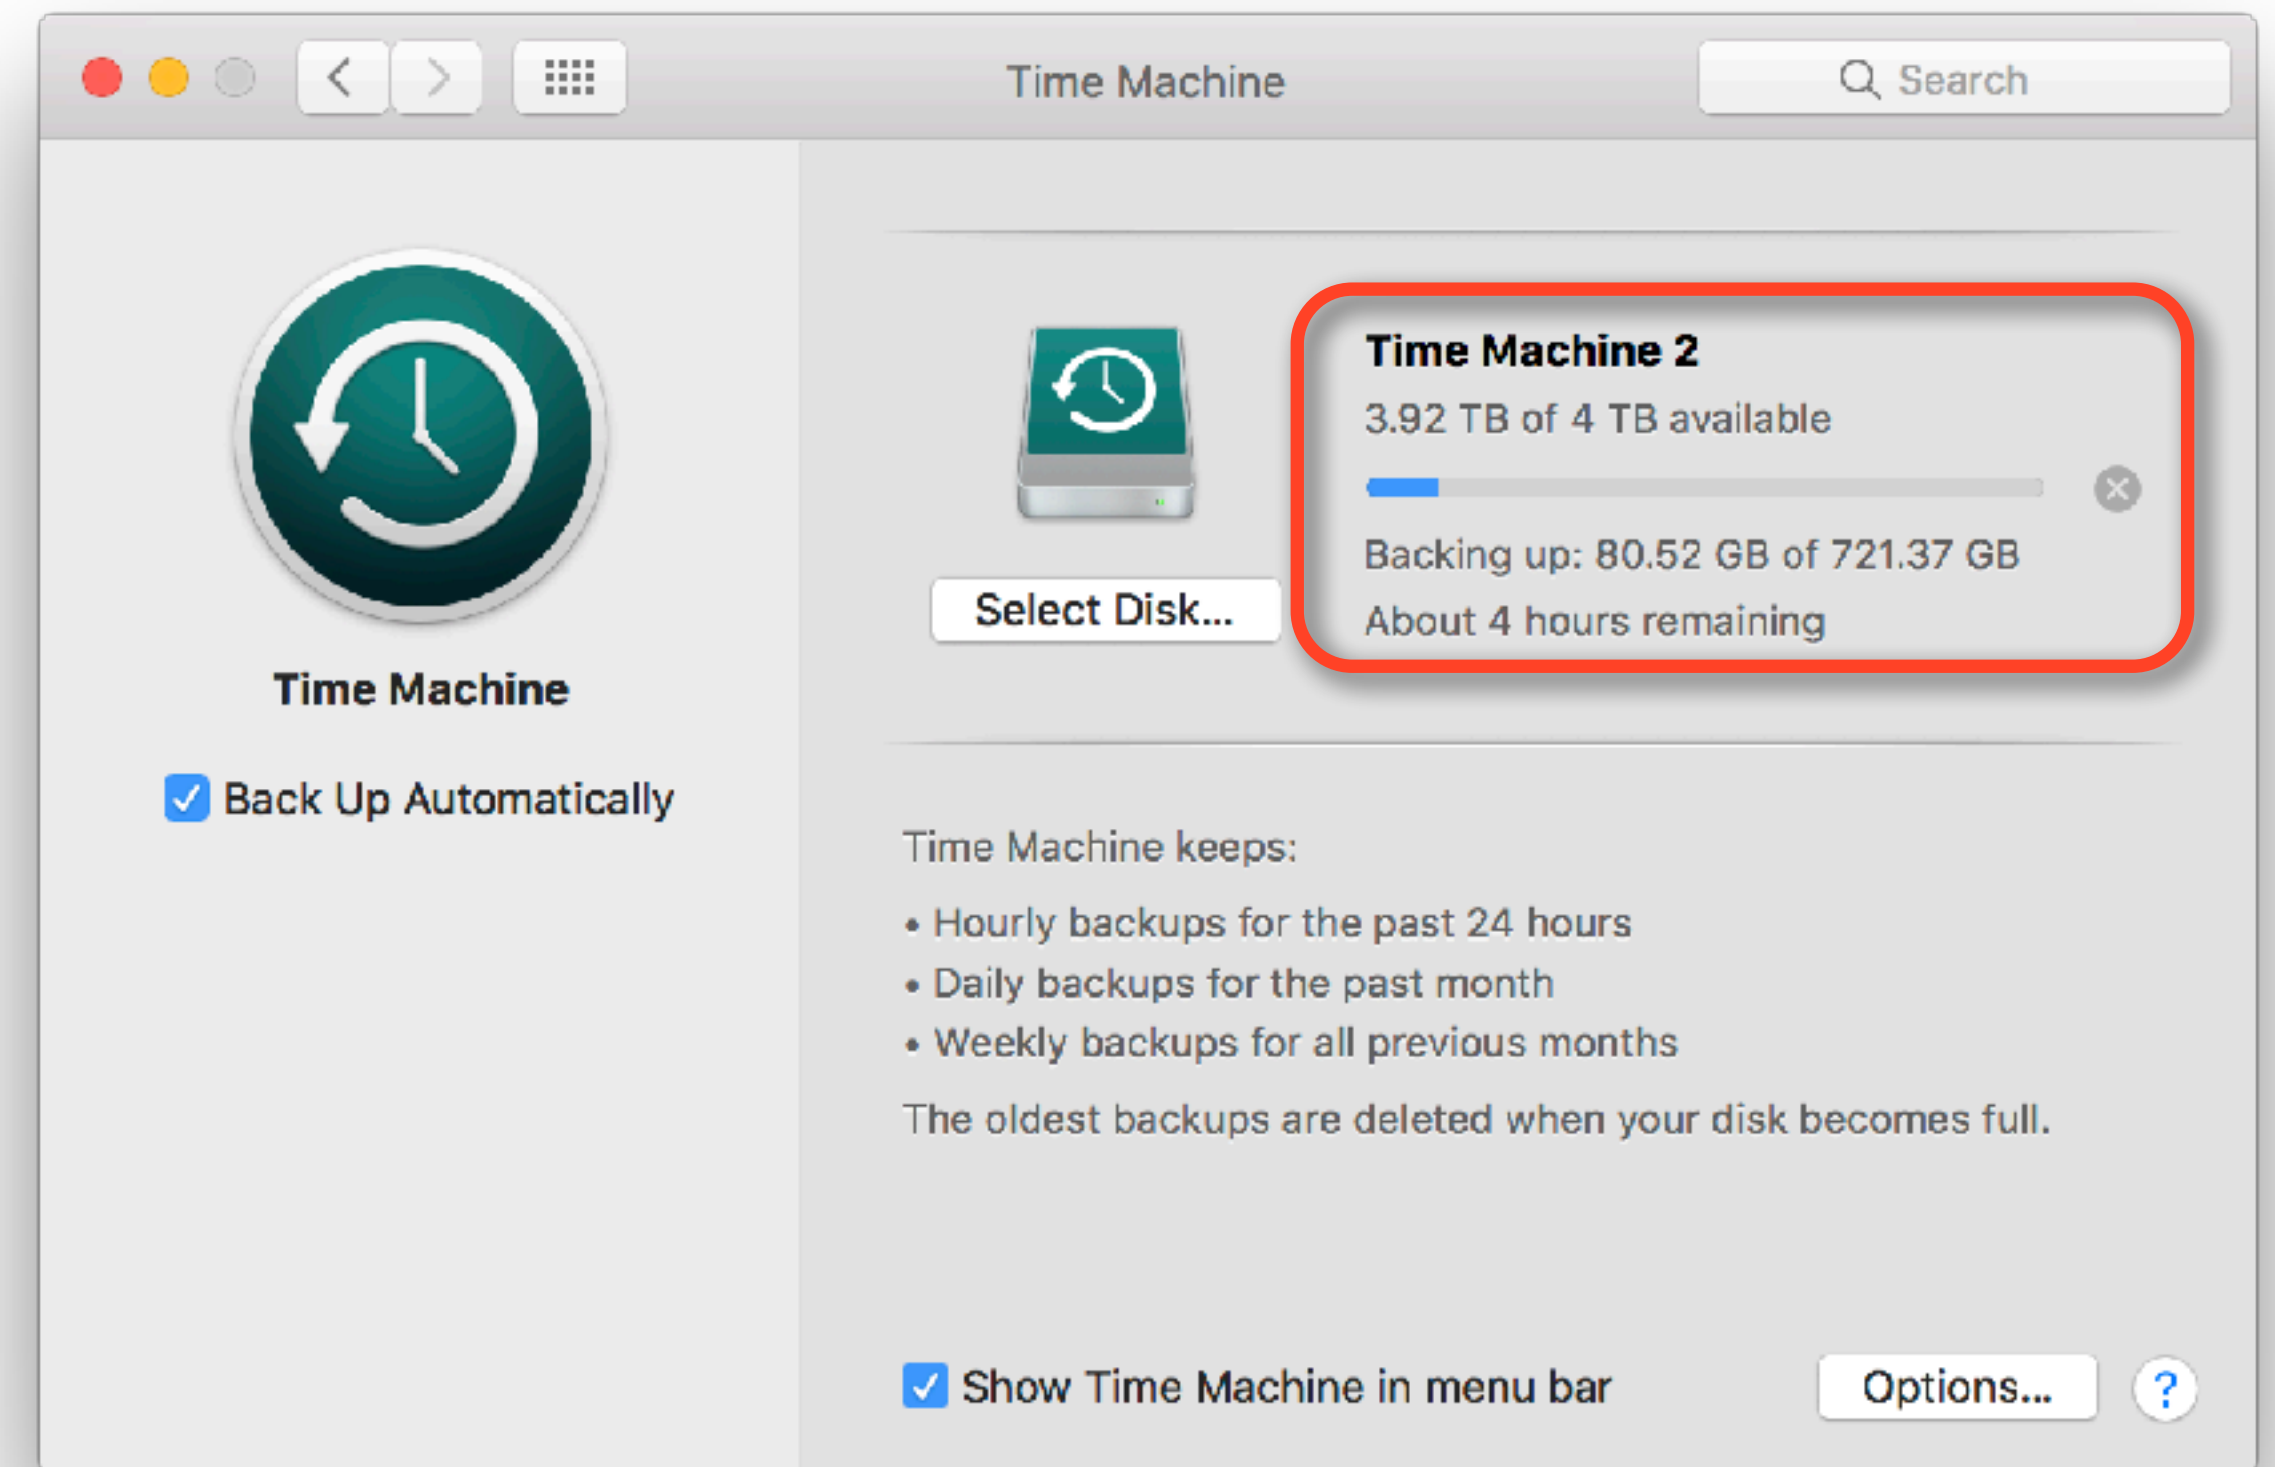 Time Machine
Search
Time Machine
Back Up Automatically
Time Machine 2
3.92 TB of 4 TB available
Backing up: 80.52 GB of 721.37 GB
About 4 hours remaining
Select Disk...
Time Machine keeps:
• Hourly backups for the past 24 hours
• Daily backups for the past month
• Weekly backups for all previous months
The oldest backups are deleted when your disk becomes full.
Show Time Machine in menu bar
Options...
?